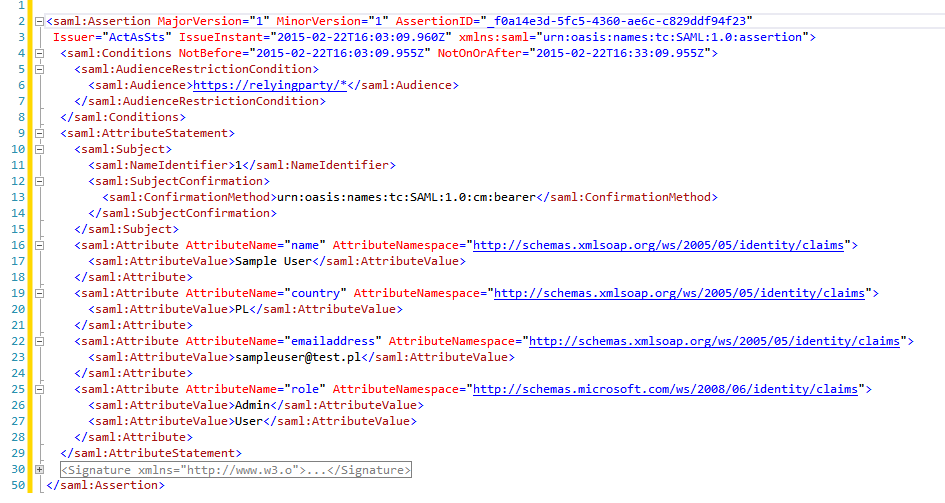 1
2 <saml:Assertion MajorVersion="1" MinorVersion="1" AssertionID="_f0a14e3d-5fc5-4360-ae6c-c829ddf94f23"
3 Issuer="ActAsSts" IssueInstant="2015-02-22T16:03:09.960Z" xmlns:saml="urn:oasis:names:tc:SAML:1.0:assertion">
4 <saml:Conditions NotBefore="2015-02-22T16:03:09.955Z" NotOnOrAfter="2015-02-22T16:33:09.955Z">
5 <saml:AudienceRestrictionCondition>
6 <saml:Audience>https://relyingparty/*</saml:Audience>
7 </saml:AudienceRestrictionCondition>
8 </saml:Conditions>
9 <saml:AttributeStatement>
10 <saml:Subject>
11 <saml:NameIdentifier>1</saml:NameIdentifier>
12 <saml:SubjectConfirmation>
13 <saml:ConfirmationMethod>urn:oasis:names:tc:SAML:1.0:cm:bearer</saml:ConfirmationMethod>
14 </saml:SubjectConfirmation>
15 </saml:Subject>
16 <saml:Attribute AttributeName="name" AttributeNamespace="http://schemas.xmlsoap.org/ws/2005/05/identity/claims">
17 <saml:AttributeValue>Sample User</saml:AttributeValue>
18 </saml:Attribute>
19 <saml:Attribute AttributeName="country" AttributeNamespace="http://schemas.xmlsoap.org/ws/2005/05/identity/claims">
20 <saml:AttributeValue>PL</saml:AttributeValue>
21 </saml:Attribute>
22 <saml:Attribute AttributeName="emailaddress" AttributeNamespace="http://schemas.xmlsoap.org/ws/2005/05/identity/claims">
23 <saml:AttributeValue>sampleuser@test.pl</saml:AttributeValue>
24 </saml:Attribute>
25 <saml:Attribute AttributeName="role" AttributeNamespace="http://schemas.microsoft.com/ws/2008/06/identity/claims">
26 <saml:AttributeValue>Admin</saml:AttributeValue>
27 <saml:AttributeValue>User</saml:AttributeValue>
28 </saml:Attribute>
29 </saml:AttributeStatement>
30 <Signature xmlns="http://www.w3.o">...</Signature>
50 </saml:Assertion>